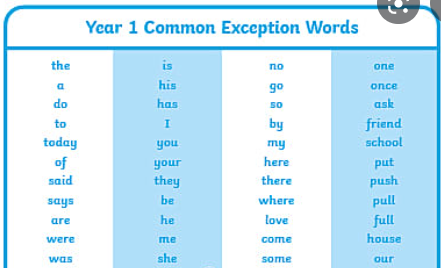 Year 1 Common Exception Words
the is no one
a his go once
do has so ask
to I by friend
today you my school
of your here put
said they there push
says be where pull
are he love full
were me come house
was she some our